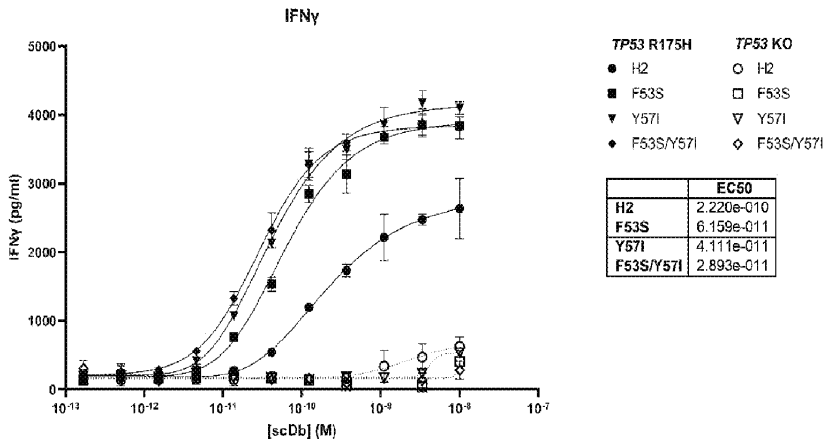 IFNγ
5000
4000
3000
2000
1000
0
IFNγ (pg/ml)
10⁻¹³ 10⁻¹² 10⁻¹¹ 10⁻¹⁰ 10⁻⁹ 10⁻⁸ 10⁻⁷
[scDb] (M)
TP53 R175H TP53 KO
H2 H2
F53S F53S
Y57I Y57I
F53S/Y57I F53S/Y57I
EC50
H2 2.220e-010
F53S 6.159e-011
Y57I 4.111e-011
F53S/Y57I 2.893e-011